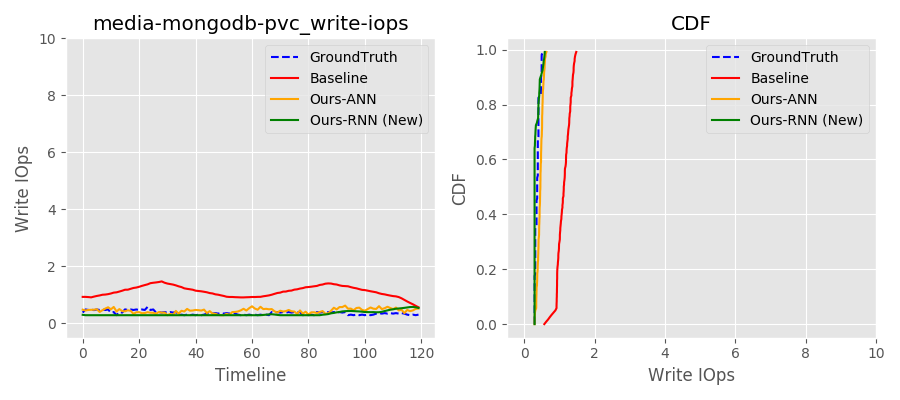 media-mongodb-pvc_write-iops
10
8
6
4
2
0
Write IOps
0 20 40 60 80 100 120
Timeline
GroundTruth
Baseline
Ours-ANN
Ours-RNN (New)
CDF
1.0
0.8
0.6
0.4
0.2
0.0
CDF
0 2 4 6 8 10
Write IOps
GroundTruth
Baseline
Ours-ANN
Ours-RNN (New)